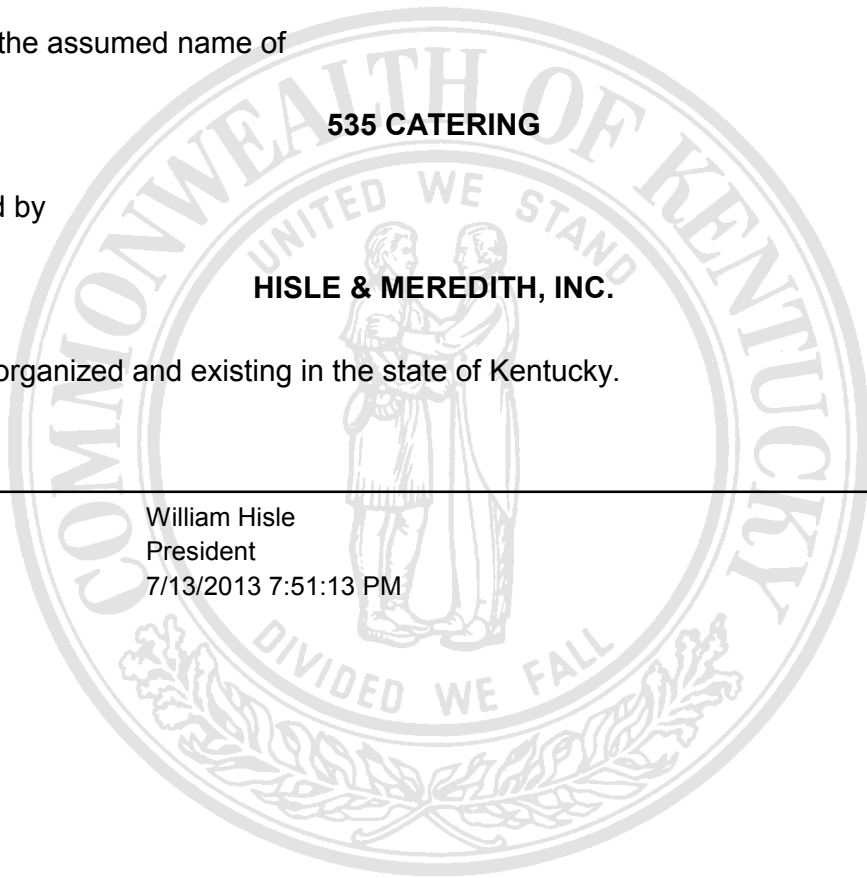 the assumed name of
535 CATERING
d by
HISLE & MEREDITH, INC.
organized and existing in the state of Kentucky.
William Hisle
President
7/13/2013 7:51:13 PM
COMMONWEALTH OF KENTUCKY
UNITED WE STAND
DIVIDED WE FALL